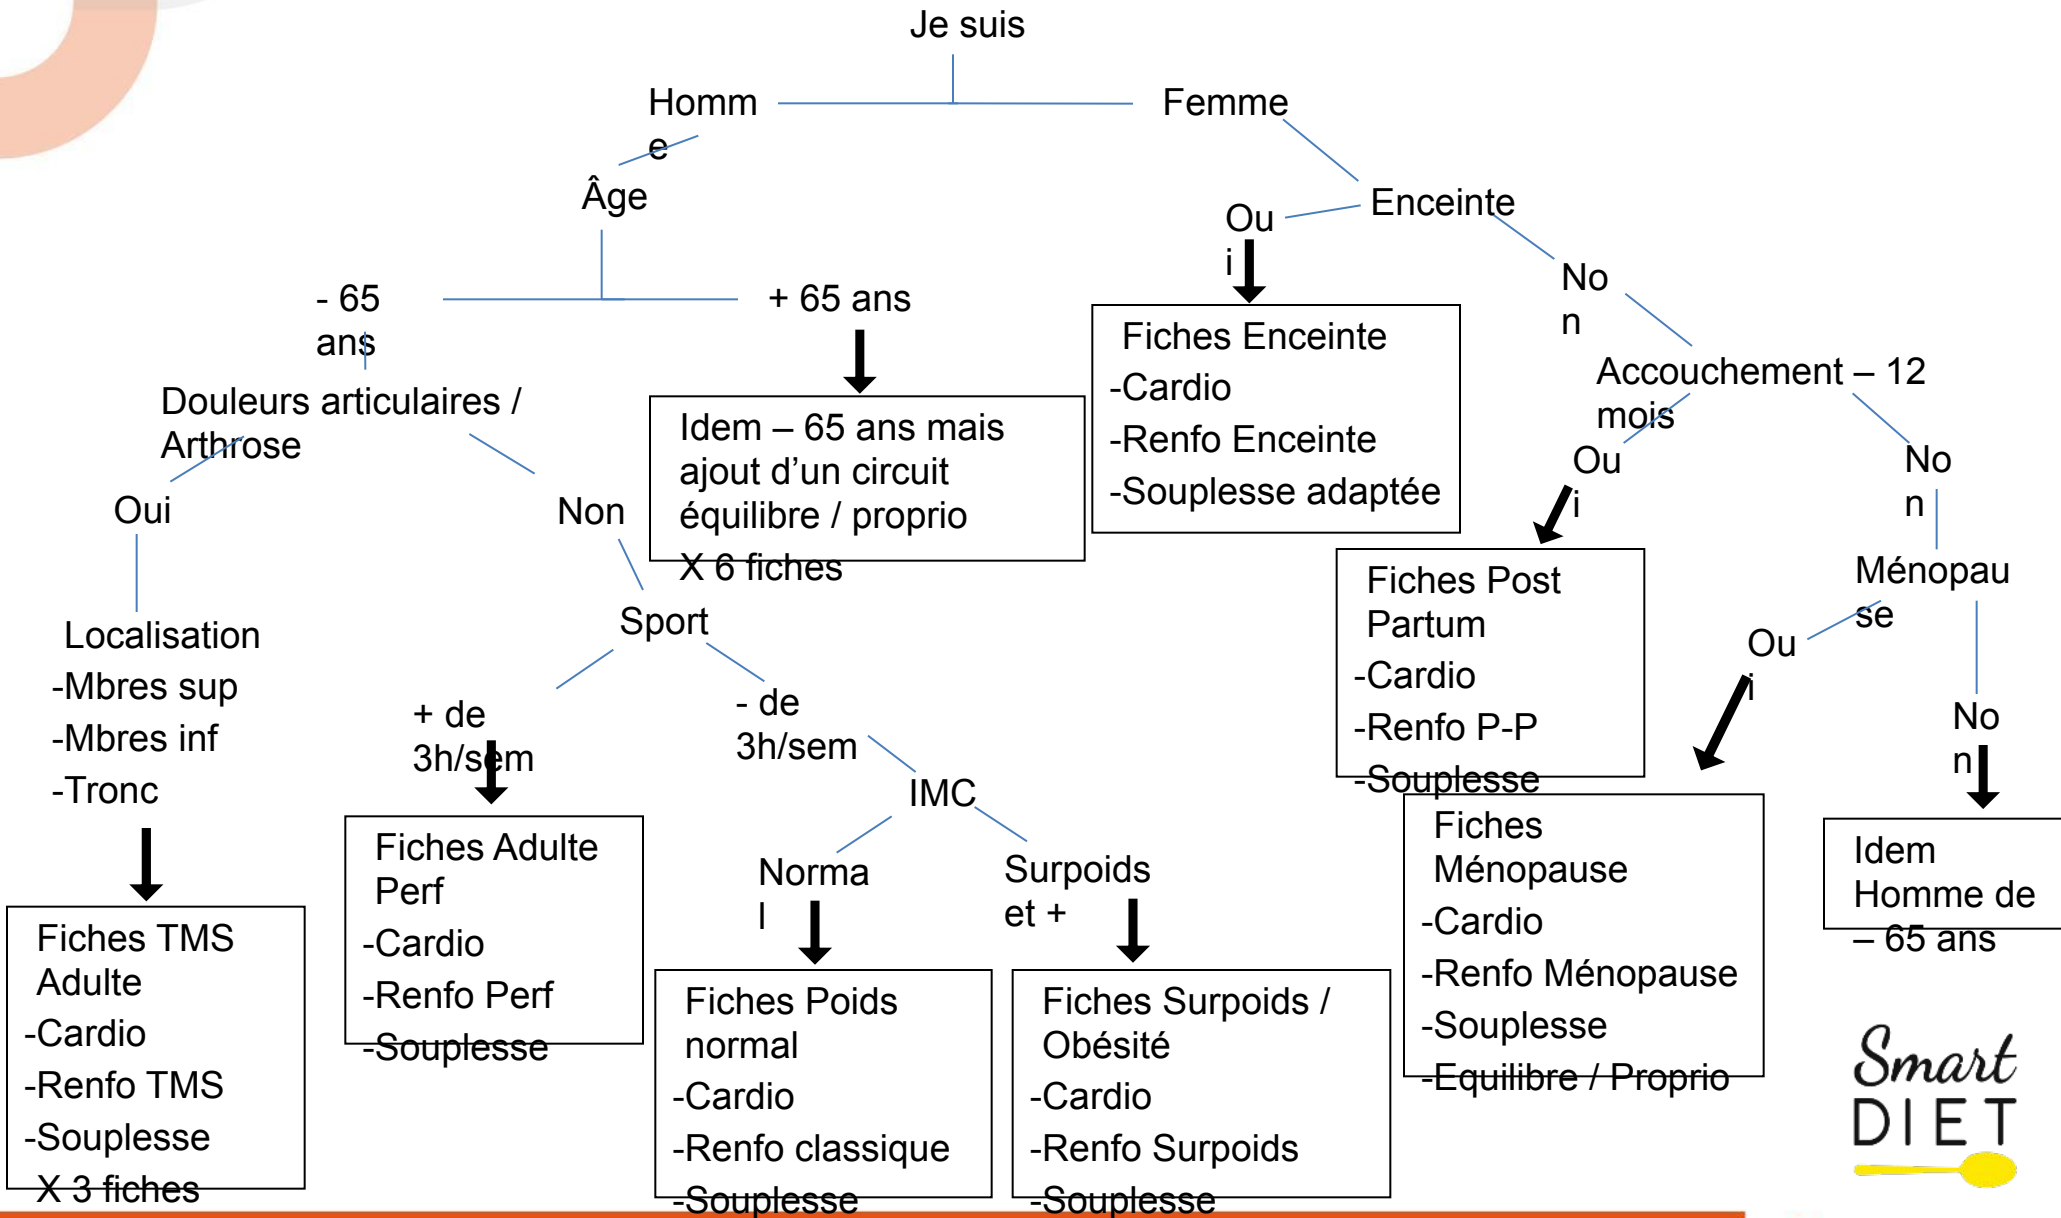 Je suis
Homm
e
Femme
Âge
Enceinte
Ou
i
No
n
- 65
ans
+ 65 ans
Fiches Enceinte
-Cardio
-Renfo Enceinte
-Souplesse adaptée
Accouchement – 12
mois
Douleurs articulaires /
Arthrose
Idem – 65 ans mais
ajout d’un circuit
équilibre / proprio
X 6 fiches
Ou
i
No
n
Oui
Non
Fiches Post
Partum
-Cardio
-Renfo P-P
-Souplesse
Ménopau
se
Localisation
-Mbres sup
-Mbres inf
-Tronc
Sport
Ou
i
No
n
+ de
3h/sem
- de
3h/sem
IMC
Norma
l
Surpoids
et +
Fiches TMS
Adulte
-Cardio
-Renfo TMS
-Souplesse
X 3 fiches
Fiches Adulte
Perf
-Cardio
-Renfo Perf
-Souplesse
Fiches Poids
normal
-Cardio
-Renfo classique
-Souplesse
Fiches Surpoids /
Obésité
-Cardio
-Renfo Surpoids
-Souplesse
Fiches
Ménopause
-Cardio
-Renfo Ménopause
-Souplesse
-Equilibre / Proprio
Idem
Homme de
– 65 ans
Smart
DIET